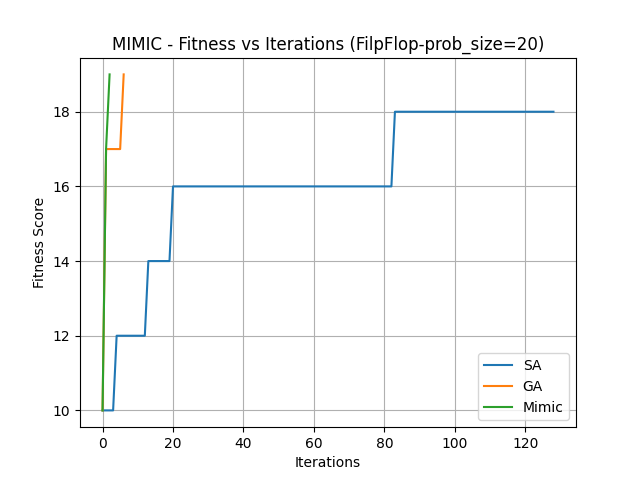 MIMIC - Fitness vs Iterations (FilpFlop-prob_size=20)
Fitness Score
18
16
14
12
10
SA
GA
Mimic
0 20 40 60 80 100 120
Iterations